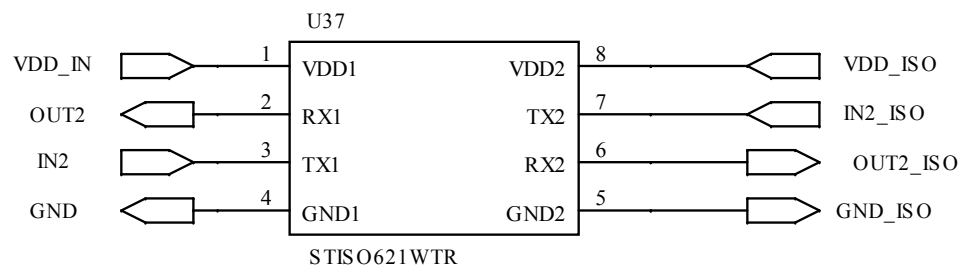 U37
VDD_IN 1 VDD1 VDD2 8 VDD_ISO
OUT2 2 RX1 TX2 7 IN2_ISO
IN2 3 TX1 RX2 6 OUT2_ISO
GND 4 GND1 GND2 5 GND_ISO
STISO621WTR